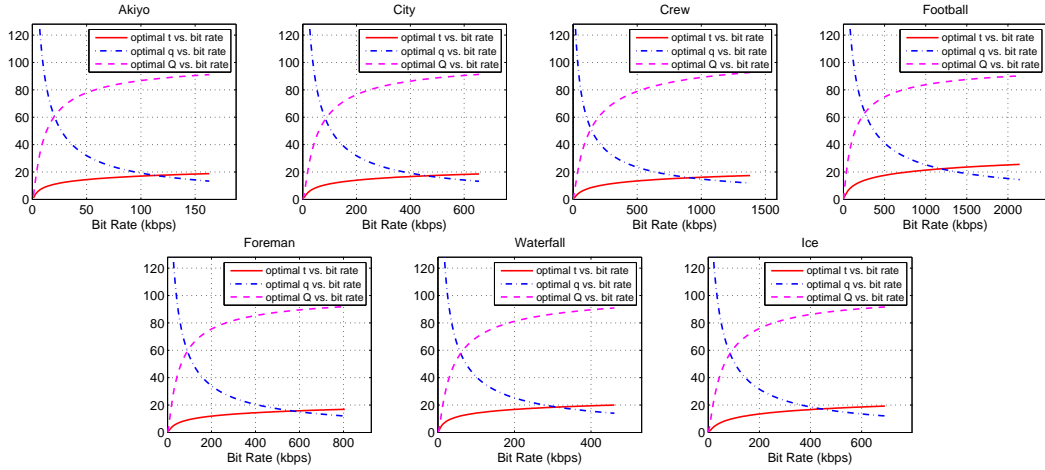 Akiyo
120
100
80
60
40
20
0
0 50 100 150
Bit Rate (kbps)
optimal t vs. bit rate
optimal q vs. bit rate
optimal Q vs. bit rate
City
120
100
80
60
40
20
0
0 200 400 600
Bit Rate (kbps)
optimal t vs. bit rate
optimal q vs. bit rate
optimal Q vs. bit rate
Crew
120
100
80
60
40
20
0
0 500 1000 1500
Bit Rate (kbps)
optimal t vs. bit rate
optimal q vs. bit rate
optimal Q vs. bit rate
Football
120
100
80
60
40
20
0
0 500 1000 1500 2000
Bit Rate (kbps)
optimal t vs. bit rate
optimal q vs. bit rate
optimal Q vs. bit rate
Foreman
120
100
80
60
40
20
0
0 200 400 600 800
Bit Rate (kbps)
optimal t vs. bit rate
optimal q vs. bit rate
optimal Q vs. bit rate
Waterfall
120
100
80
60
40
20
0
0 200 400
Bit Rate (kbps)
optimal t vs. bit rate
optimal q vs. bit rate
optimal Q vs. bit rate
Ice
120
100
80
60
40
20
0
0 200 400 600
Bit Rate (kbps)
optimal t vs. bit rate
optimal q vs. bit rate
optimal Q vs. bit rate